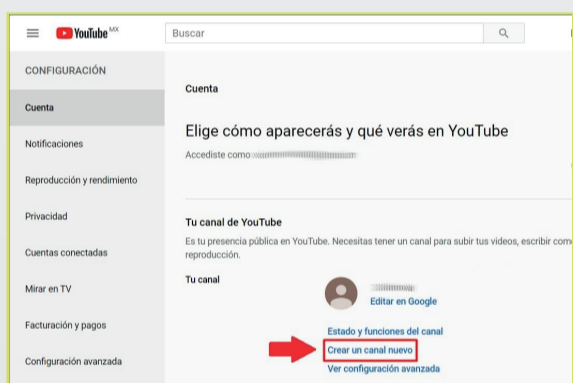 YouTube MX
Buscar
CONFIGURACIÓN
Cuenta
Notificaciones
Reproducción y rendimiento
Privacidad
Cuentas conectadas
Mirar en TV
Facturación y pagos
Configuración avanzada
Cuenta
Elige cómo aparecerás y qué verás en YouTube
Accediste como
Tu canal de YouTube
Es tu presencia pública en YouTube. Necesitas tener un canal para subir tus videos, escribir com
reproducción.
Tu canal
Editar en Google
Estado y funciones del canal
Crear un canal nuevo
Ver configuración avanzada